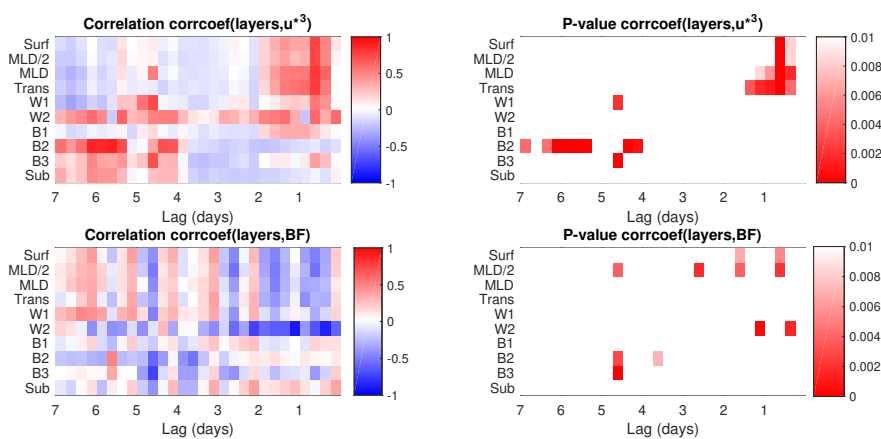 Correlation corrcoef(layers,u*³)
Surf
MLD/2
MLD
Trans
W1
W2
B1
B2
B3
Sub
7 6 5 4 3 2 1
Lag (days)
1
0.5
0
-0.5
-1
P-value corrcoef(layers,u*³)
Surf
MLD/2
MLD
Trans
W1
W2
B1
B2
B3
Sub
7 6 5 4 3 2 1
Lag (days)
0.01
0.008
0.006
0.004
0.002
0
Correlation corrcoef(layers,BF)
Surf
MLD/2
MLD
Trans
W1
W2
B1
B2
B3
Sub
7 6 5 4 3 2 1
Lag (days)
1
0.5
0
-0.5
-1
P-value corrcoef(layers,BF)
Surf
MLD/2
MLD
Trans
W1
W2
B1
B2
B3
Sub
7 6 5 4 3 2 1
Lag (days)
0.01
0.008
0.006
0.004
0.002
0